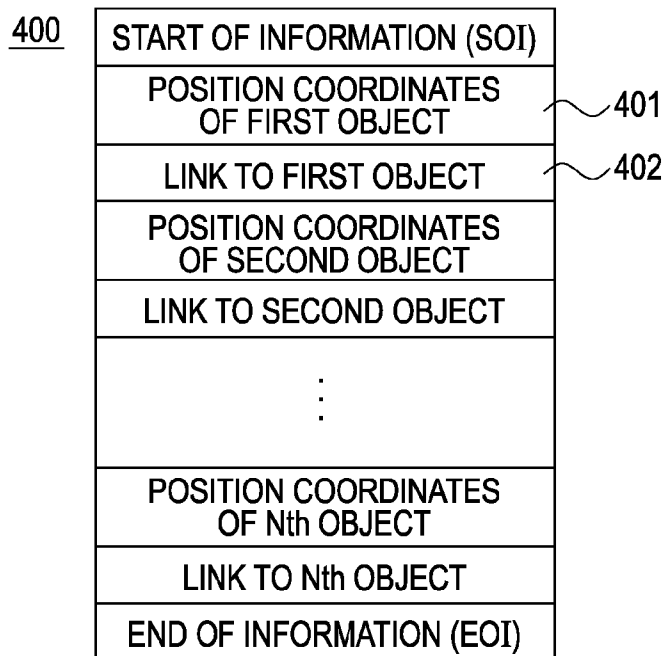 400
START OF INFORMATION (SOI)
POSITION COORDINATES
OF FIRST OBJECT
401
LINK TO FIRST OBJECT
402
POSITION COORDINATES
OF SECOND OBJECT
LINK TO SECOND OBJECT
POSITION COORDINATES
OF Nth OBJECT
LINK TO Nth OBJECT
END OF INFORMATION (EOI)